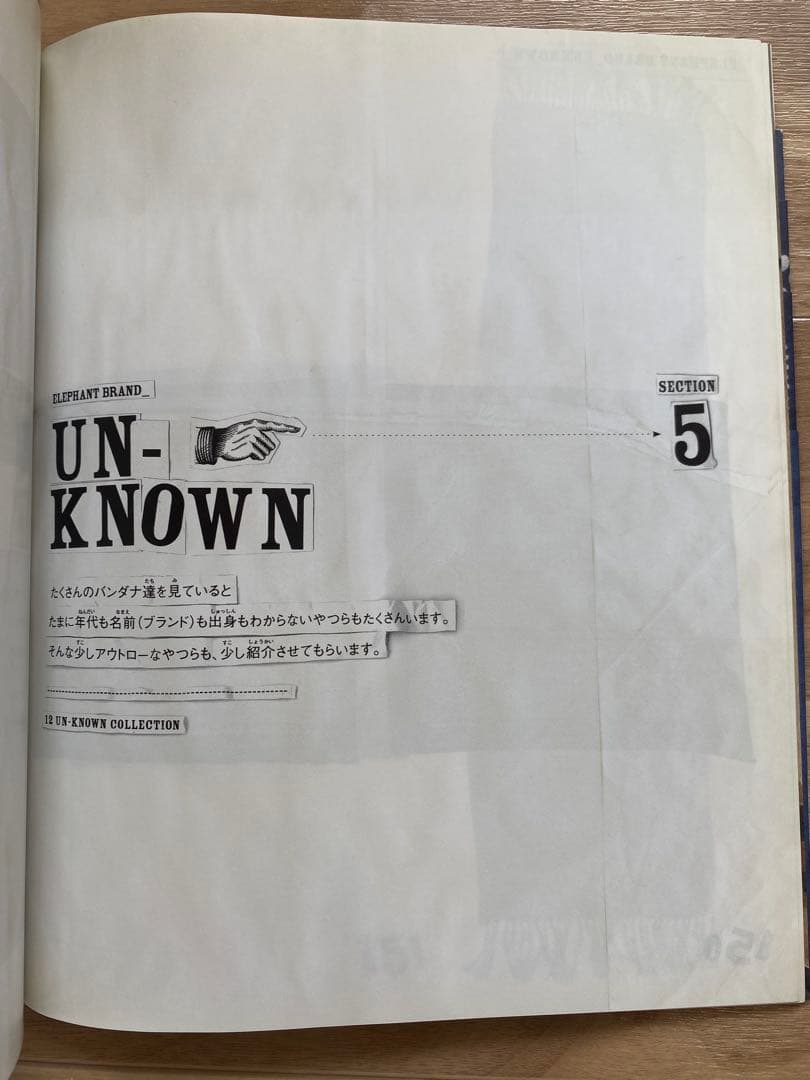 ELEPHANT BRAND_
UN-
KNOWN
SECTION
5
たくさんのバンダナ達を見ていると
たまに年代も名前(ブランド)も出身もわからないやつらもたくさんいます。
そんな少しアウトローなやつらも、少し紹介させてもらいます。
12 UN-KNOWN COLLECTION